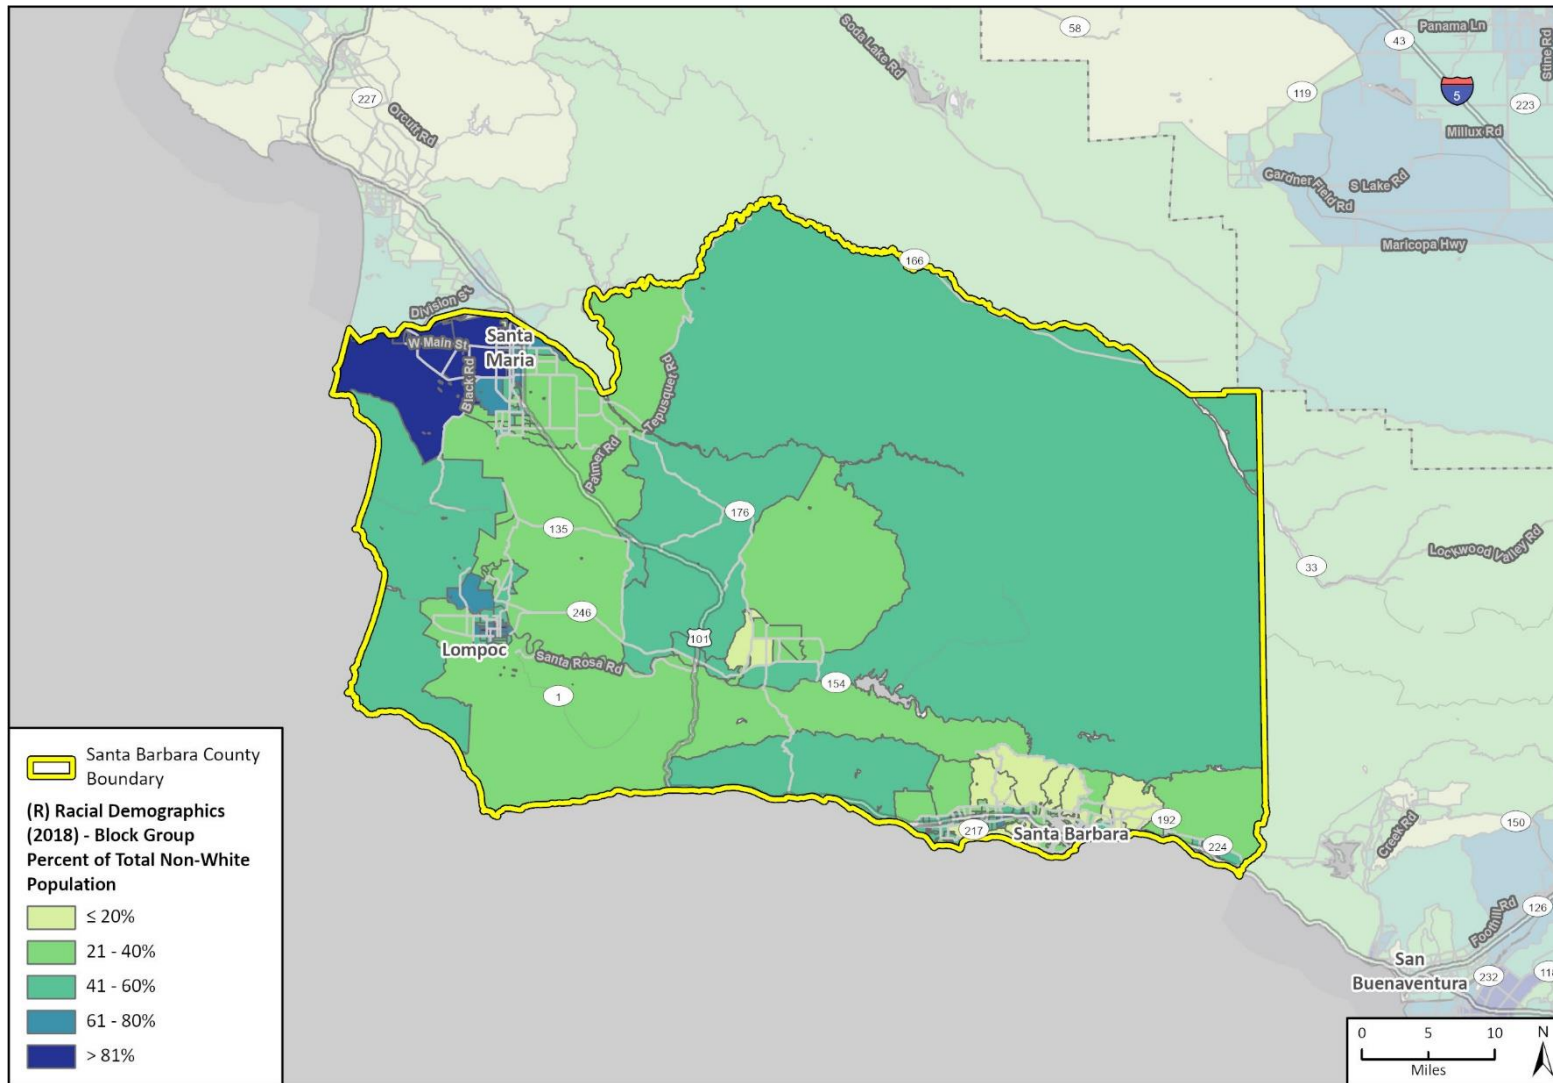 58
Soda Lake Rd
43
Panama Ln
Stine Rd
5
119
223
227
Orcutt Rd
Millux Rd
Gardner Field Rd
S Lake Rd
Maricopa Hwy
166
Division St
W Main St
Santa
Maria
Black Rd
Tepusquet Rd
Palmer Rd
176
135
Lockwood Valley Rd
33
246
101
Lompoc
Santa Rosa Rd
154
1
Santa Barbara County
Boundary
(R) Racial Demographics
(2018) - Block Group
Percent of Total Non-White
Population
≤ 20%
21 - 40%
41 - 60%
61 - 80%
> 81%
217
Santa Barbara
192
224
150
Creek Rd
126
Foothill Rd
San
Buenaventura
232
118
0 5 10
Miles
N